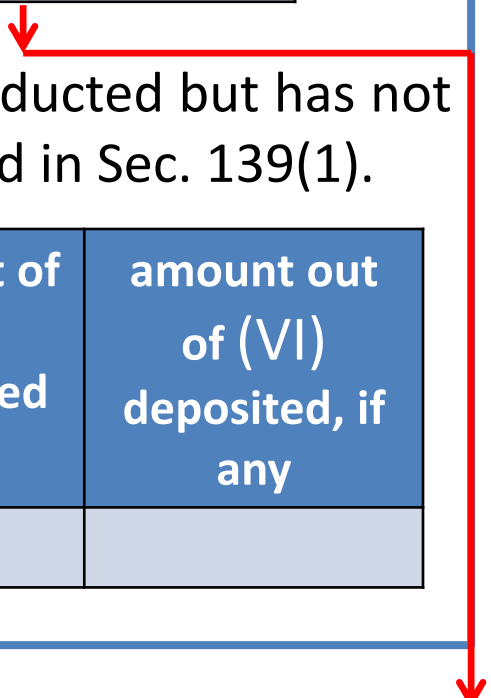 ducted but has not
d in Sec. 139(1).
t of
ed
amount out
of (VI)
deposited, if
any